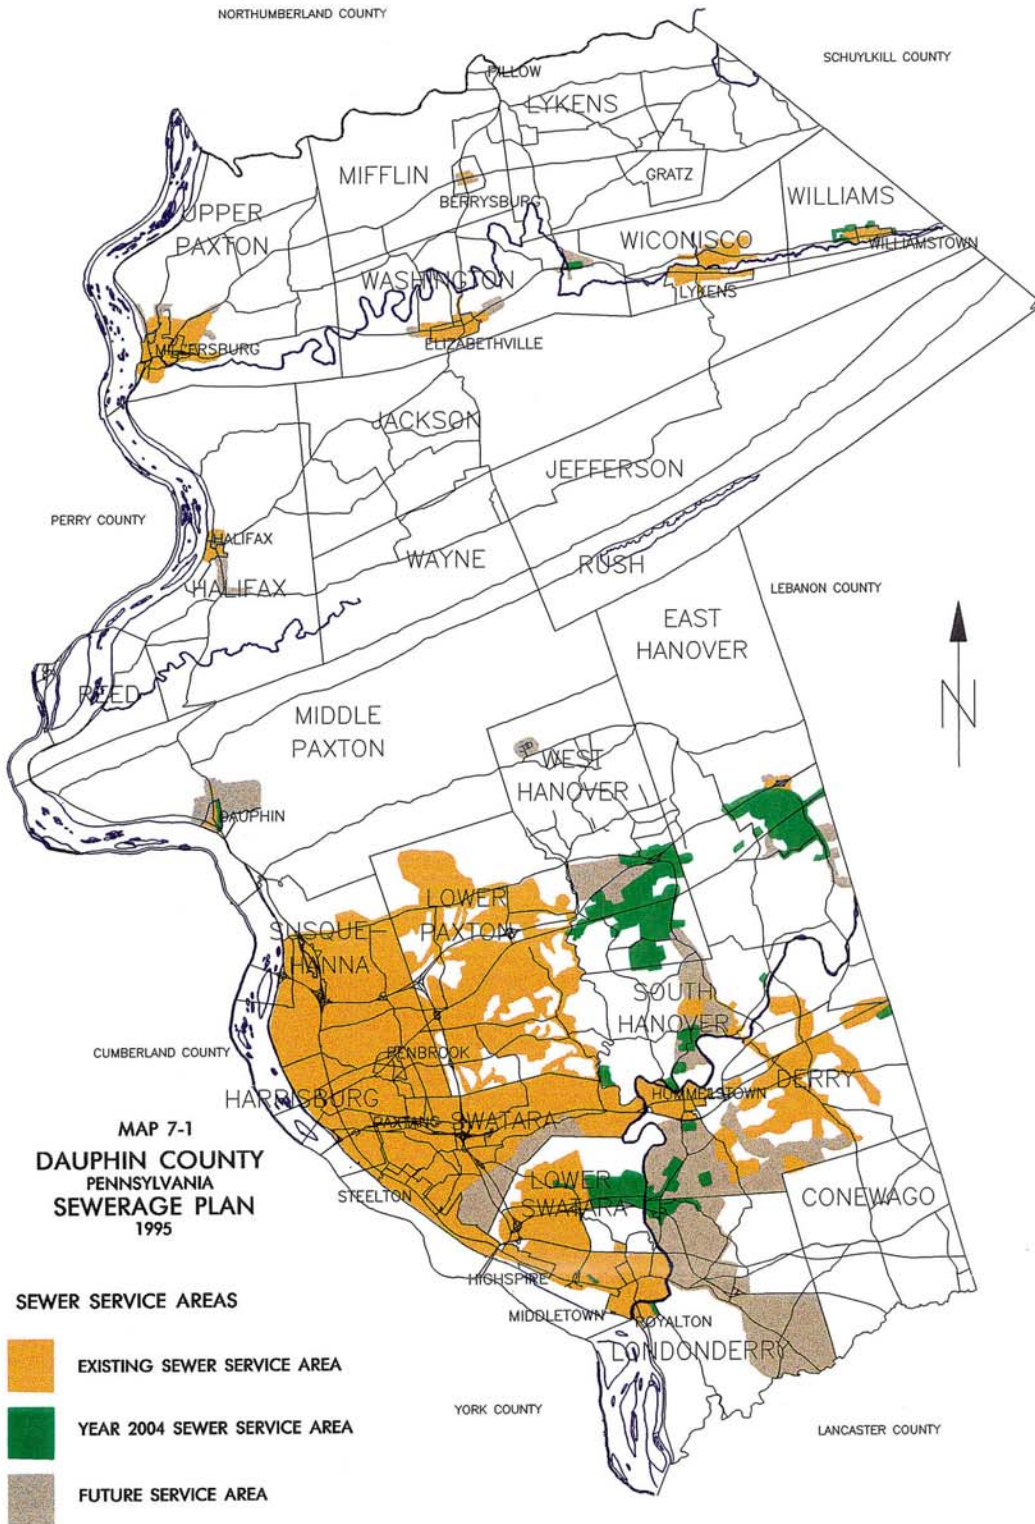 NORTHUMBERLAND COUNTY
SCHUYLKILL COUNTY
PILLOW
LYKENS
MIFFLIN
GRATZ
BERRYSBURG
WILLIAMS
UPPER
PAXTON
WICONISCO
WILLIAMSTOWN
WASHINGTON
LYKENS
MILLERSBURG
ELIZABETHVILLE
JACKSON
JEFFERSON
PERRY COUNTY
HALIFAX
WAYNE
RUSH
HALIFAX
LEBANON COUNTY
EAST
HANOVER
REED
N
MIDDLE
PAXTON
WEST
HANOVER
DAUPHIN
LOWER
PAXTON
SUSQUE-
HANNA
SOUTH
HANOVER
CUMBERLAND COUNTY
PENBROOK
DERRY
HARRISBURG
HUMMELSTOWN
PAXTANG
SWATARA
MAP 7-1
DAUPHIN COUNTY
PENNSYLVANIA
SEWERAGE PLAN
1995
STEELTON
LOWER
SWATARA
CONEWAGO
HIGHSPIRE
MIDDLETOWN
ROYALTON
LONDONDERRY
SEWER SERVICE AREAS
EXISTING SEWER SERVICE AREA
YEAR 2004 SEWER SERVICE AREA
FUTURE SERVICE AREA
YORK COUNTY
LANCASTER COUNTY